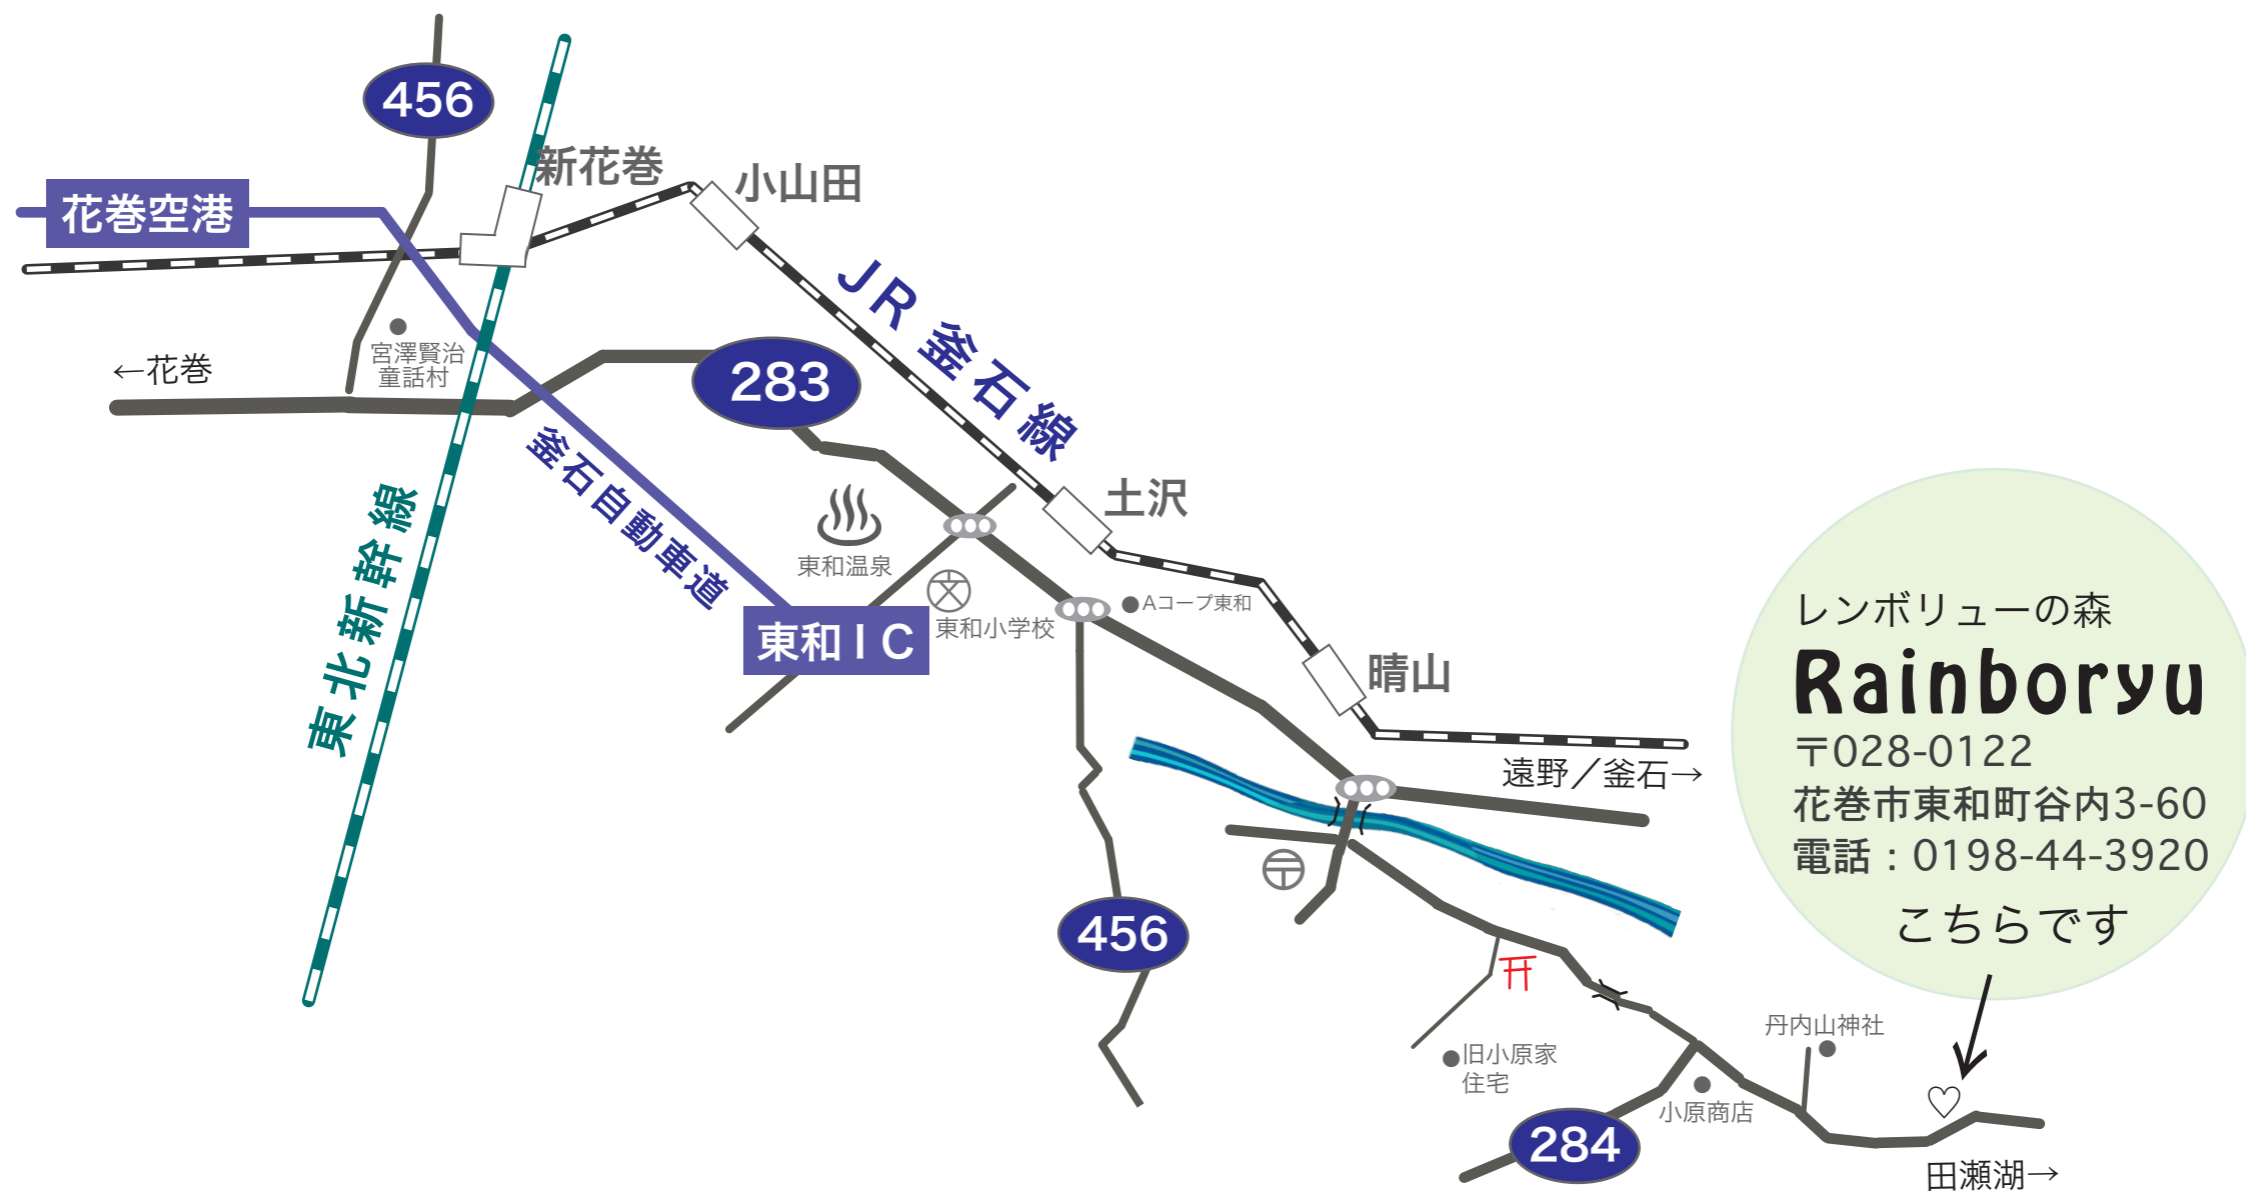 456
新花巻
小山田
花巻空港
JR 釜石線
宮澤賢治
童話村
←花巻
283
釜石自動車道
東北新幹線
土沢
東和温泉
Aコープ東和
東和小学校
東和IC
晴山
遠野／釜石→
レンボリューの森
Rainboryu
〒028-0122
花巻市東和町谷内3-60
電話：0198-44-3920
こちらです
456
丹内山神社
旧小原家
住宅
小原商店
284
田瀬湖→